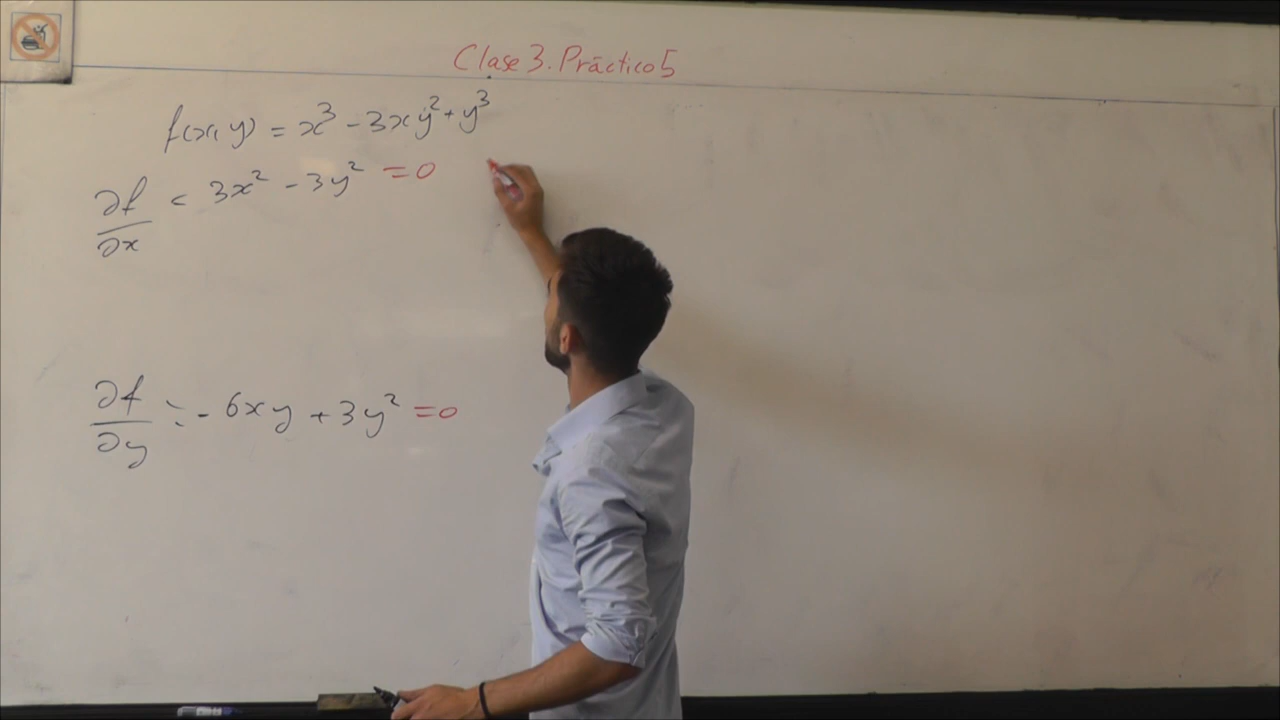 Clase 3. Práctico 5
f(x, y) = x³ - 3xy² + y³
∂f/∂x = 3x² - 3y² = 0
∂f/∂y = - 6xy + 3y² = 0